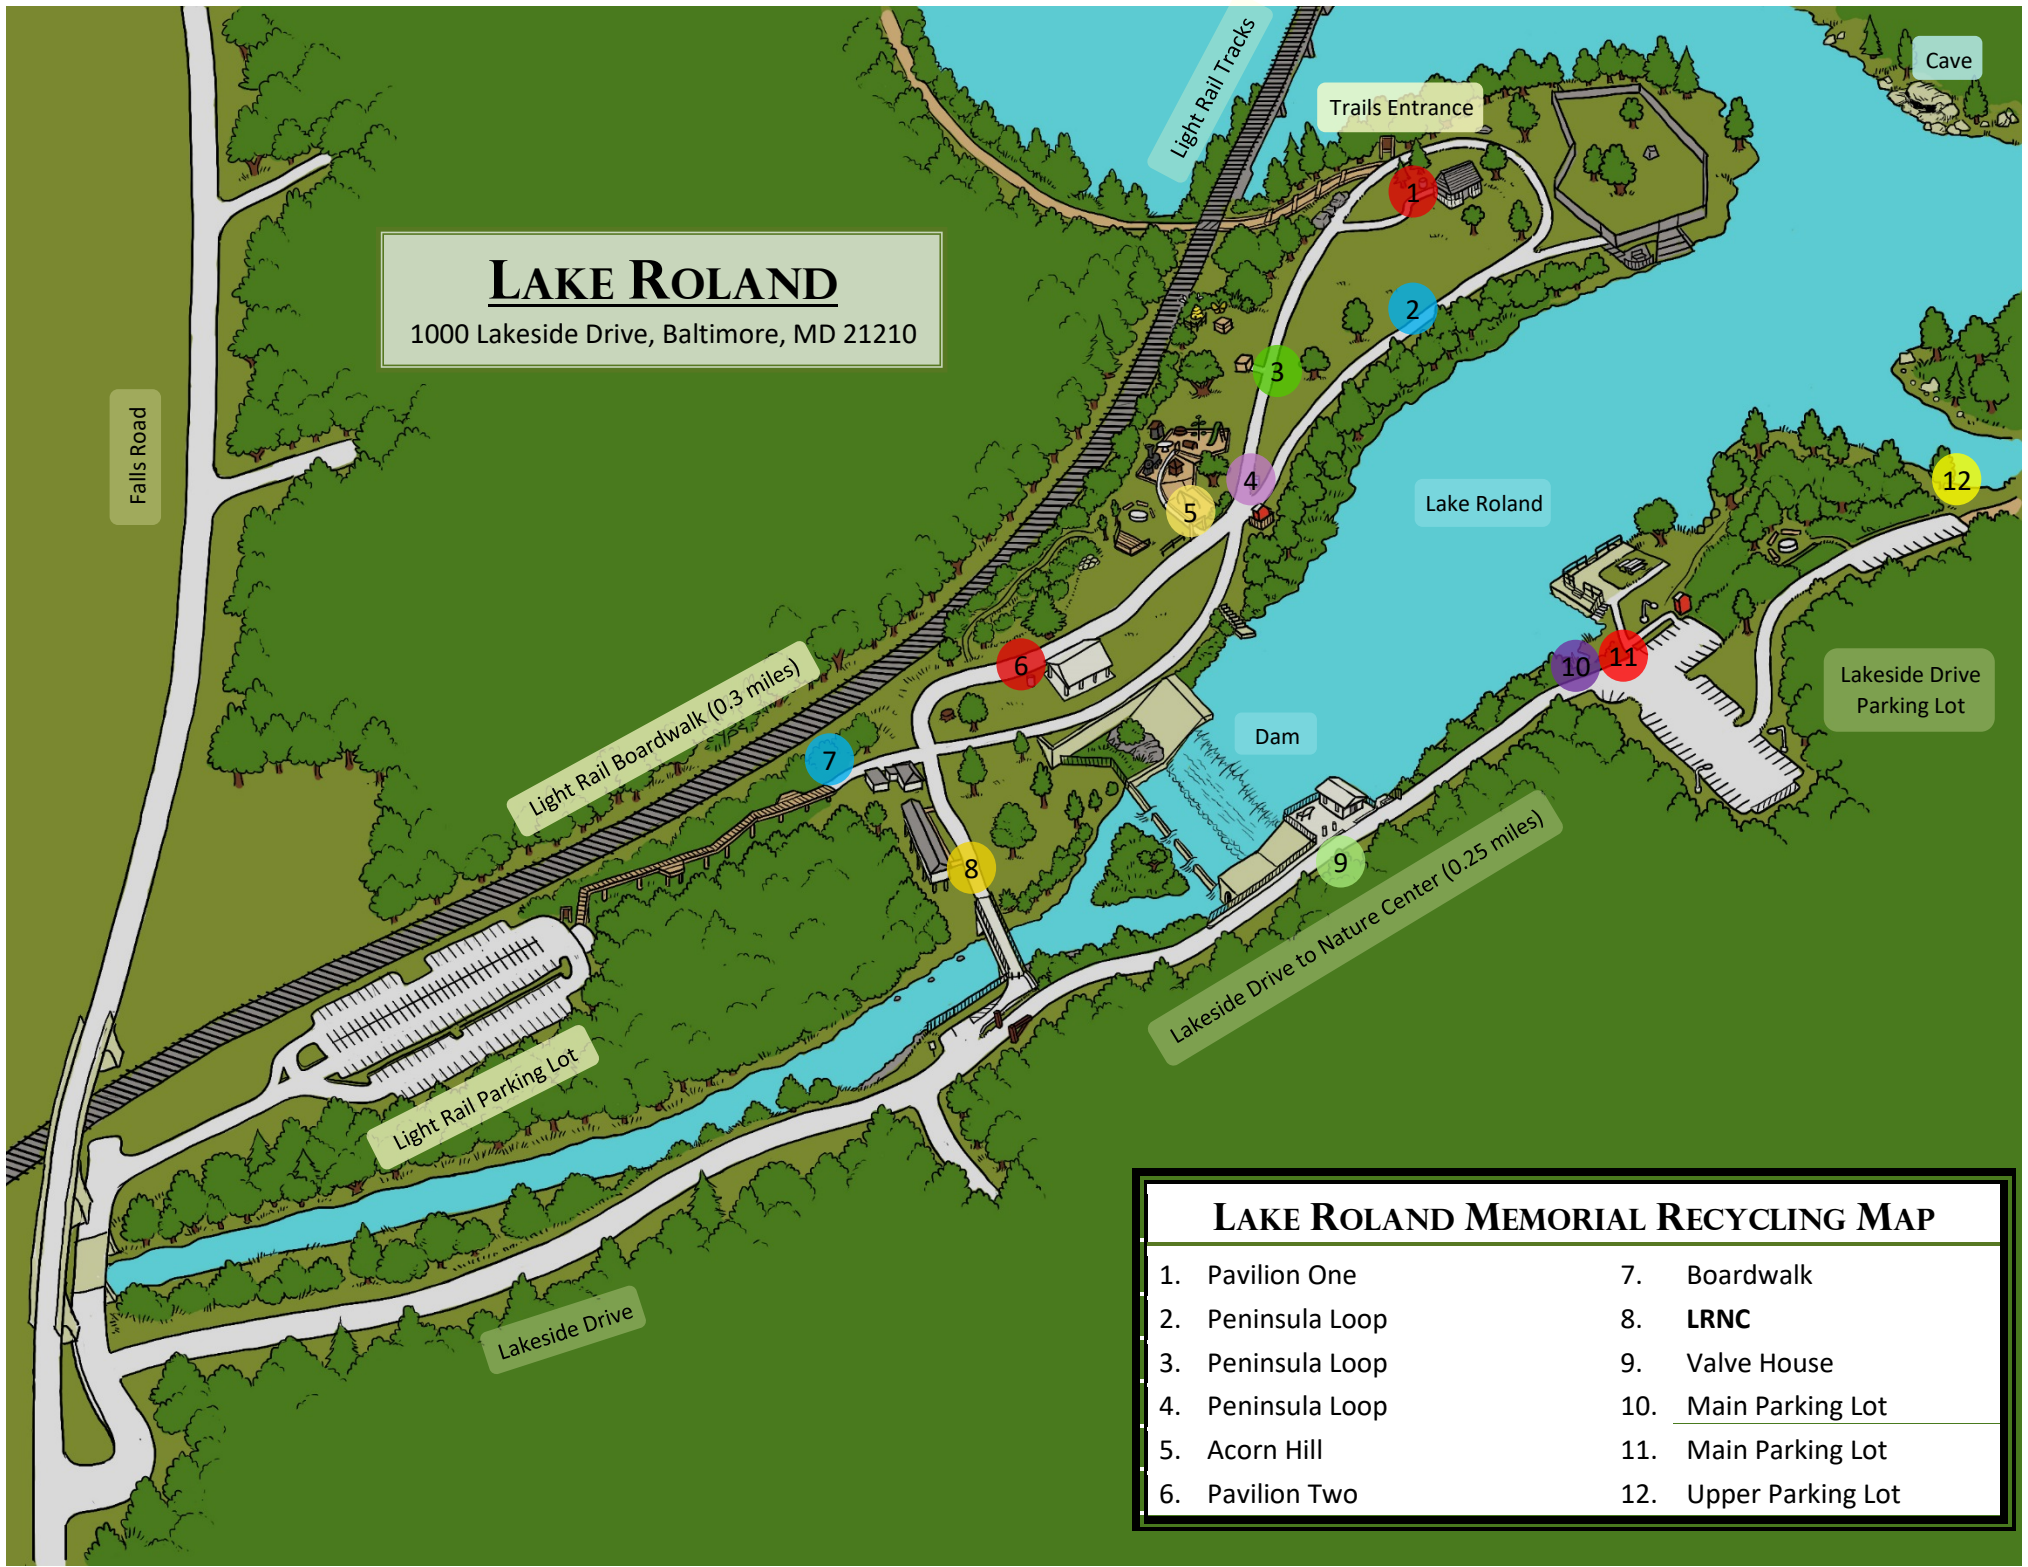 Cave
Light Rail Tracks
Trails Entrance
1
LAKE ROLAND
1000 Lakeside Drive, Baltimore, MD 21210
2
3
Falls Road
4
5
12
Lake Roland
6
10
11
Lakeside Drive
Parking Lot
Light Rail Boardwalk (0.3 miles)
7
Dam
8
9
Lakeside Drive to Nature Center (0.25 miles)
Light Rail Parking Lot
Lakeside Drive
LAKE ROLAND MEMORIAL RECYCLING MAP
1. Pavilion One
2. Peninsula Loop
3. Peninsula Loop
4. Peninsula Loop
5. Acorn Hill
6. Pavilion Two
7. Boardwalk
8. LRNC
9. Valve House
10. Main Parking Lot
11. Main Parking Lot
12. Upper Parking Lot